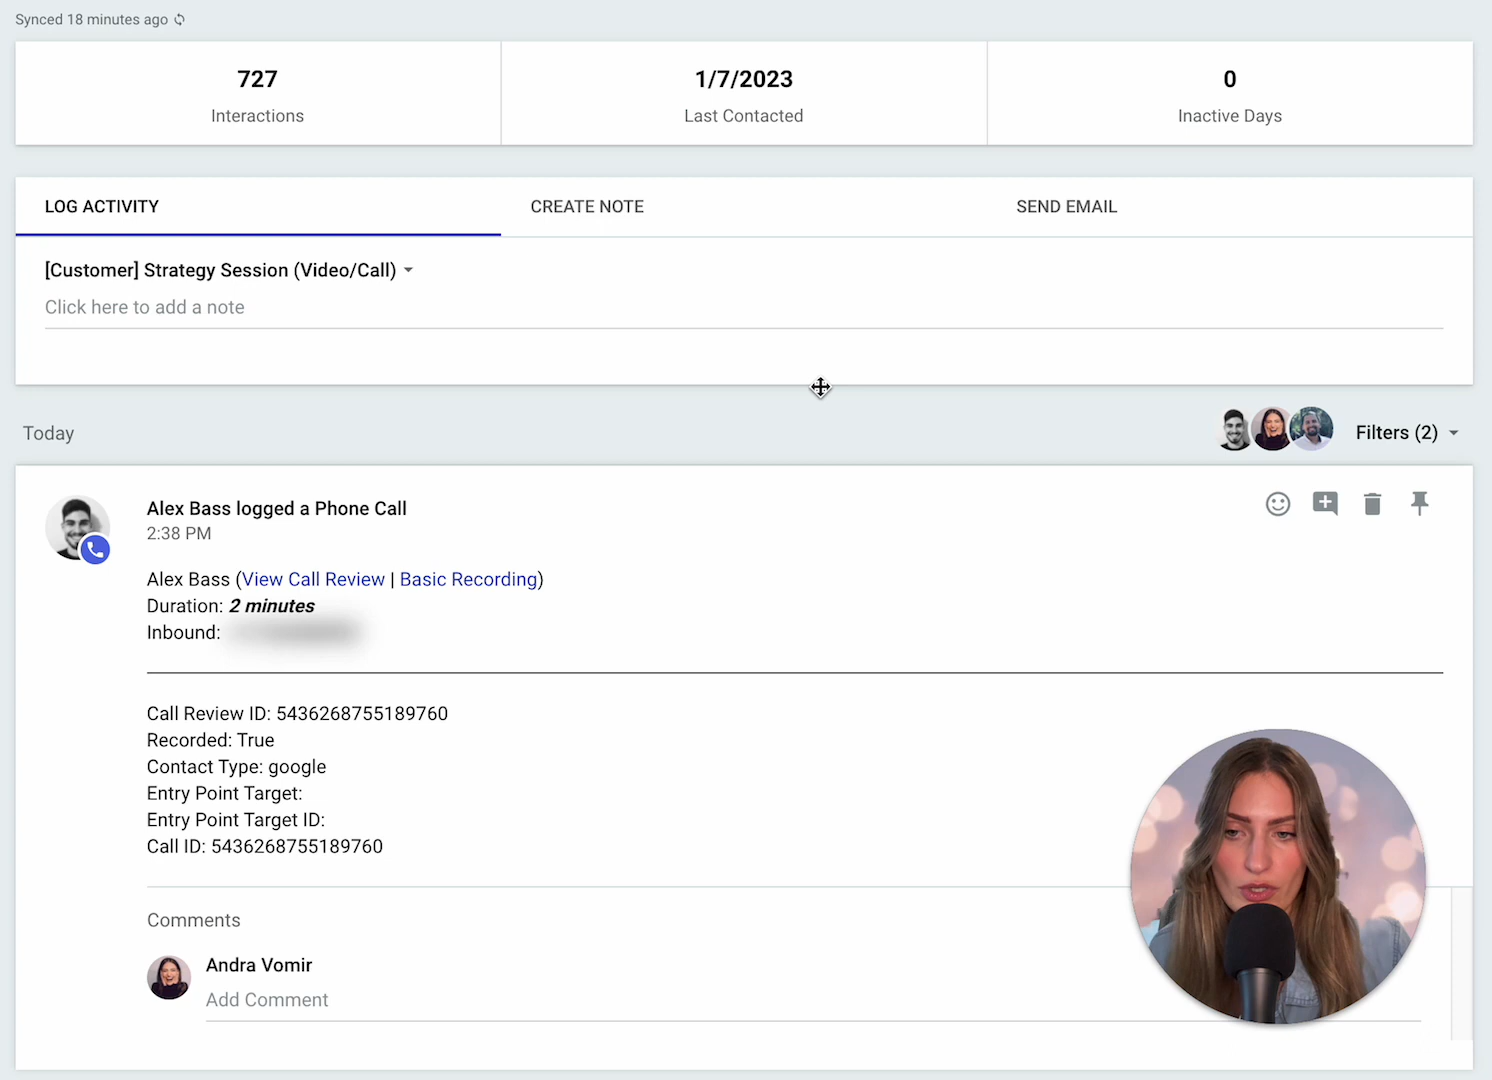 Synced 18 minutes ago
727
Interactions
1/7/2023
Last Contacted
0
Inactive Days
LOG ACTIVITY
CREATE NOTE
SEND EMAIL
[Customer] Strategy Session (Video/Call)
Click here to add a note
Today
Filters (2)
Alex Bass logged a Phone Call
2:38 PM
Alex Bass (View Call Review | Basic Recording)
Duration: 2 minutes
Inbound:
Call Review ID: 5436268755189760
Recorded: True
Contact Type: google
Entry Point Target:
Entry Point Target ID:
Call ID: 5436268755189760
Comments
Andra Vomir
Add Comment